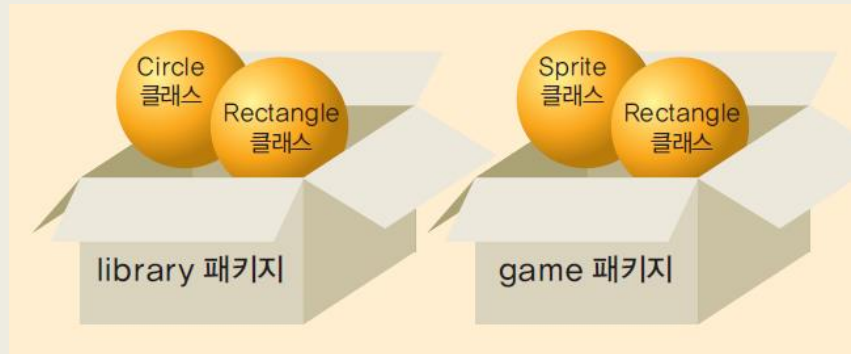 Circle
클래스
Rectangle
클래스
library 패키지
Sprite
클래스
Rectangle
클래스
game 패키지